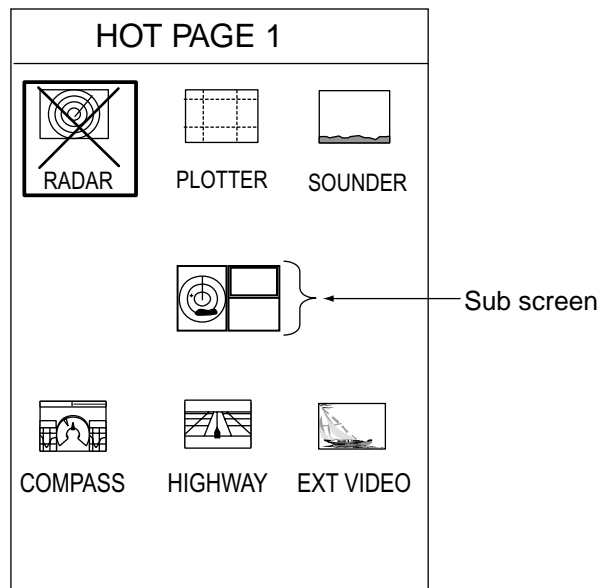 HOT PAGE 1
RADAR PLOTTER SOUNDER
Sub screen
COMPASS HIGHWAY EXT VIDEO